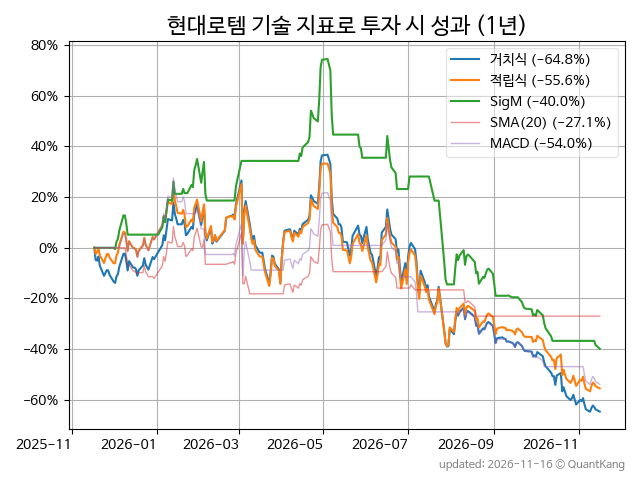 현대로템 기술 지표로 투자 시 성과 (1년)
80%
60%
40%
20%
0%
−20%
−40%
−60%
거치식 (−64.8%)
적립식 (−55.6%)
SigM (−40.0%)
SMA(20) (−27.1%)
MACD (−54.0%)
2025-11 2026-01 2026-03 2026-05 2026-07 2026-09 2026-11
updated: 2026-11-16 © QuantKang